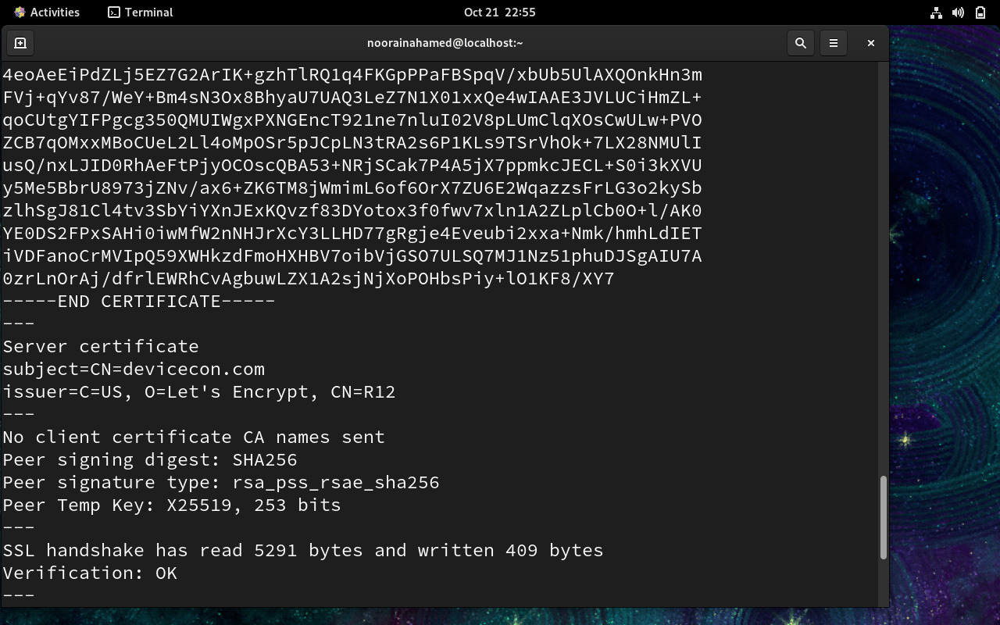 Activities Terminal Oct 21 22:55
noorainahamed@localhost:~
4eoAeEiPdZLj5EZ7G2ArIK+gzhTlRQ1q4FKGpPPaFBSpqV/xbUb5UlAXQOnkHn3m
FVj+qYv87/WeY+Bm4sN3Ox8BhyaU7UAQ3LeZ7N1X01xxQe4wIAAE3JVLUCiHmZL+
qoCUtgYIFPgcg350QMUIWgxPXNGEncT921ne7nluI02V8pLUmClqXOsCwULw+PVO
ZCB7qOMxxMBoCUeL2Ll4oMpOSr5pJCpLN3tRA2s6P1KLs9TSrVhOk+7LX28NMUlI
usQ/nxLJID0RhAeFtPjyOCOscQBA53+NRjSCak7P4A5jX7ppmkcJECL+S0i3kXVU
y5Me5BbrU8973jZNv/ax6+ZK6TM8jWmimL6of6OrX7ZU6E2WqazzsFrLG3o2kySb
zlhSgJ81Cl4tv3SbYiYXnJExKQvzf83DYotox3f0fwv7xln1A2ZLplCb0O+l/AK0
YE0DS2FPxSAHi0iwMfW2nNHJrXcY3LLHD77gRgje4Eveubi2xxa+Nmk/hmhLdIET
iVDFanoCrMVIpQ59XWHkzdFmoHXHBV7oibVjGSO7ULSQ7MJ1Nz51phuDJSgAIU7A
0zrLnOrAj/dfrlEWRhCvAgbuwLZX1A2sjNjXoPOHbsPiy+lO1KF8/XY7
-----END CERTIFICATE-----
---
Server certificate
subject=CN=devicecon.com
issuer=C=US, O=Let's Encrypt, CN=R12
---
No client certificate CA names sent
Peer signing digest: SHA256
Peer signature type: rsa_pss_rsae_sha256
Peer Temp Key: X25519, 253 bits
---
SSL handshake has read 5291 bytes and written 409 bytes
Verification: OK
---